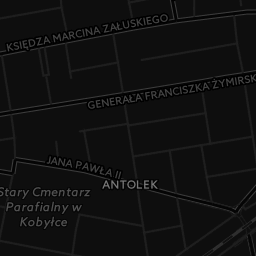 KSIĘDZA MARCINA ZAŁUSKIEGO
GENERAŁA FRANCISZKA ŻYMIRSK
JANA PAWŁA II
ANTOLEK
Stary Cmentarz
Parafialny w
Kobyłce